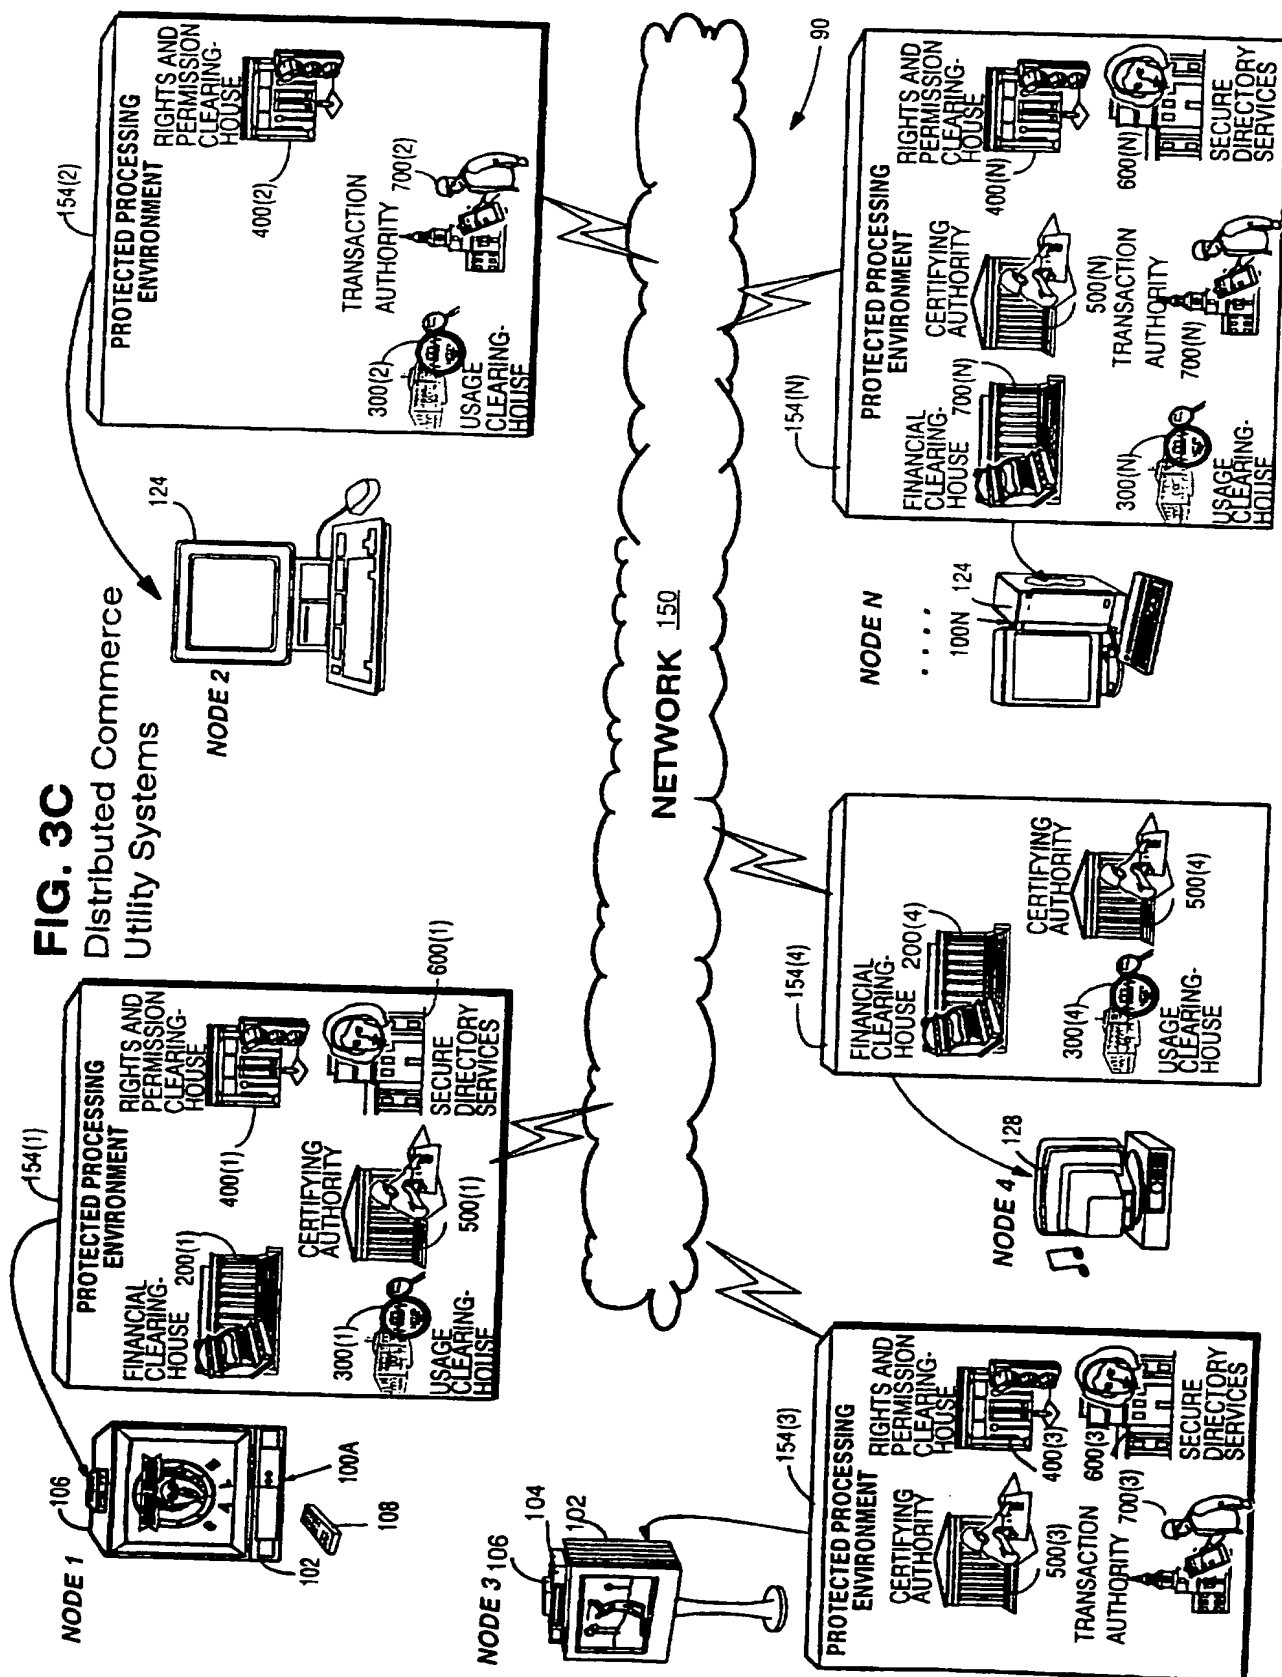 FIG. 3C
Distributed Commerce
Utility Systems
NODE 1
106
102
100A
108
154(1)
PROTECTED PROCESSING
ENVIRONMENT
FINANCIAL
CLEARING-
HOUSE
200(1)
RIGHTS AND
PERMISSION
CLEARING-
HOUSE
400(1)
300(1)
USAGE
CLEARING-
HOUSE
CERTIFYING
AUTHORITY
500(1)
SECURE
DIRECTORY
SERVICES
600(1)
NODE 2
124
154(2)
PROTECTED PROCESSING
ENVIRONMENT
RIGHTS AND
PERMISSION
CLEARING-
HOUSE
400(2)
TRANSACTION
AUTHORITY
700(2)
300(2)
USAGE
CLEARING-
HOUSE
NETWORK 150
90
NODE 3
106
104
102
154(3)
PROTECTED PROCESSING
ENVIRONMENT
CERTIFYING
AUTHORITY
500(3)
RIGHTS AND
PERMISSION
CLEARING-
HOUSE
400(3)
TRANSACTION
AUTHORITY
700(3)
600(3)
SECURE
DIRECTORY
SERVICES
NODE 4
128
154(4)
FINANCIAL
CLEARING-
HOUSE
200(4)
300(4)
USAGE
CLEARING-
HOUSE
CERTIFYING
AUTHORITY
500(4)
NODE N
. . . .
100N
124
154(N)
PROTECTED PROCESSING
ENVIRONMENT
FINANCIAL
CLEARING-
HOUSE
700(N)
CERTIFYING
AUTHORITY
500(N)
RIGHTS AND
PERMISSION
CLEARING-
HOUSE
400(N)
300(N)
USAGE
CLEARING-
HOUSE
TRANSACTION
AUTHORITY
700(N)
600(N)
SECURE
DIRECTORY
SERVICES